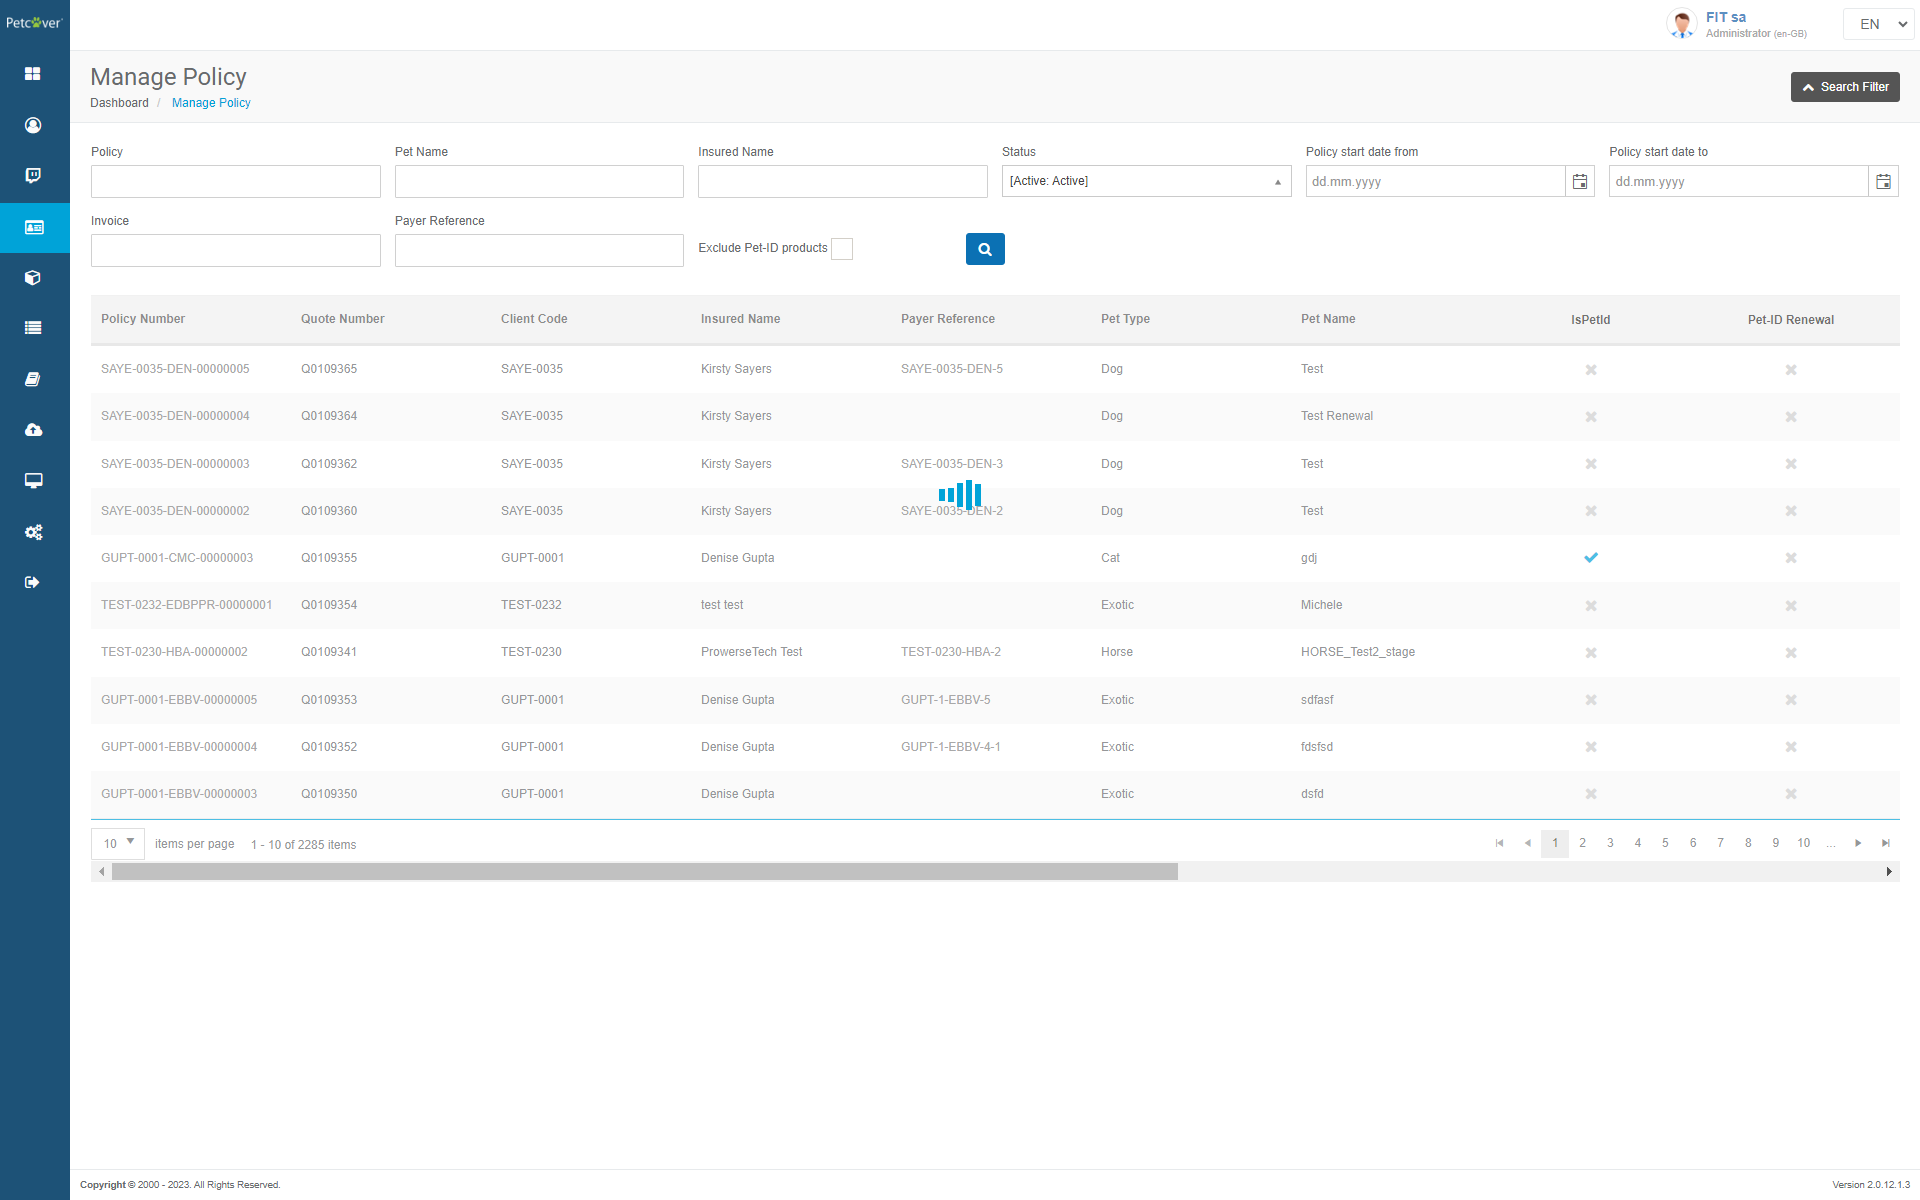 Petcover
FIT sa
Administrator (en-GB)
EN
Manage Policy
Dashboard / Manage Policy
Search Filter
Policy Pet Name Insured Name Status Policy start date from Policy start date to
[Active: Active] dd.mm.yyyy dd.mm.yyyy
Invoice Payer Reference
Exclude Pet-ID products
Policy Number Quote Number Client Code Insured Name Payer Reference Pet Type Pet Name IsPetId Pet-ID Renewal
SAYE-0035-DEN-00000005 Q0109365 SAYE-0035 Kirsty Sayers SAYE-0035-DEN-5 Dog Test
SAYE-0035-DEN-00000004 Q0109364 SAYE-0035 Kirsty Sayers Dog Test Renewal
SAYE-0035-DEN-00000003 Q0109362 SAYE-0035 Kirsty Sayers SAYE-0035-DEN-3 Dog Test
SAYE-0035-DEN-00000002 Q0109360 SAYE-0035 Kirsty Sayers SAYE-0035-DEN-2 Dog Test
GUPT-0001-CMC-00000003 Q0109355 GUPT-0001 Denise Gupta Cat gdj
TEST-0232-EDBPPR-00000001 Q0109354 TEST-0232 test test Exotic Michele
TEST-0230-HBA-00000002 Q0109341 TEST-0230 ProwerseTech Test TEST-0230-HBA-2 Horse HORSE_Test2_stage
GUPT-0001-EBBV-00000005 Q0109353 GUPT-0001 Denise Gupta GUPT-1-EBBV-5 Exotic sdfasf
GUPT-0001-EBBV-00000004 Q0109352 GUPT-0001 Denise Gupta GUPT-1-EBBV-4-1 Exotic fdsfsd
GUPT-0001-EBBV-00000003 Q0109350 GUPT-0001 Denise Gupta Exotic dsfd
10 items per page 1 - 10 of 2285 items 1 2 3 4 5 6 7 8 9 10 ...
Copyright © 2000 - 2023. All Rights Reserved. Version 2.0.12.1.3